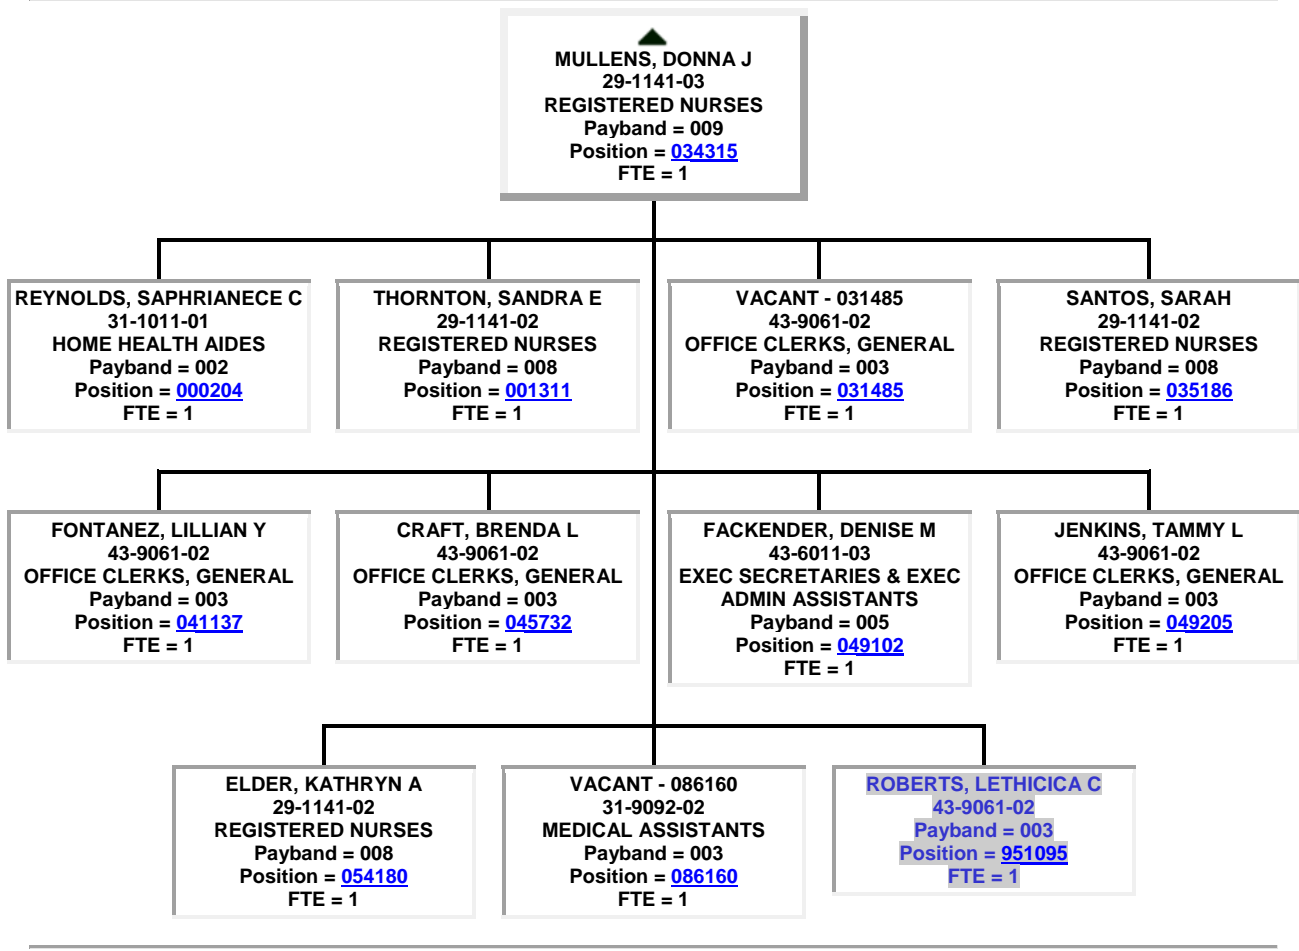 MULLENS, DONNA J
29-1141-03
REGISTERED NURSES
Payband = 009
Position = 034315
FTE = 1
REYNOLDS, SAPHRIANECE C
31-1011-01
HOME HEALTH AIDES
Payband = 002
Position = 000204
FTE = 1
THORNTON, SANDRA E
29-1141-02
REGISTERED NURSES
Payband = 008
Position = 001311
FTE = 1
VACANT - 031485
43-9061-02
OFFICE CLERKS, GENERAL
Payband = 003
Position = 031485
FTE = 1
SANTOS, SARAH
29-1141-02
REGISTERED NURSES
Payband = 008
Position = 035186
FTE = 1
FONTANEZ, LILLIAN Y
43-9061-02
OFFICE CLERKS, GENERAL
Payband = 003
Position = 041137
FTE = 1
CRAFT, BRENDA L
43-9061-02
OFFICE CLERKS, GENERAL
Payband = 003
Position = 045732
FTE = 1
FACKENDER, DENISE M
43-6011-03
EXEC SECRETARIES & EXEC
ADMIN ASSISTANTS
Payband = 005
Position = 049102
FTE = 1
JENKINS, TAMMY L
43-9061-02
OFFICE CLERKS, GENERAL
Payband = 003
Position = 049205
FTE = 1
ELDER, KATHRYN A
29-1141-02
REGISTERED NURSES
Payband = 008
Position = 054180
FTE = 1
VACANT - 086160
31-9092-02
MEDICAL ASSISTANTS
Payband = 003
Position = 086160
FTE = 1
ROBERTS, LETHICICA C
43-9061-02
Payband = 003
Position = 951095
FTE = 1